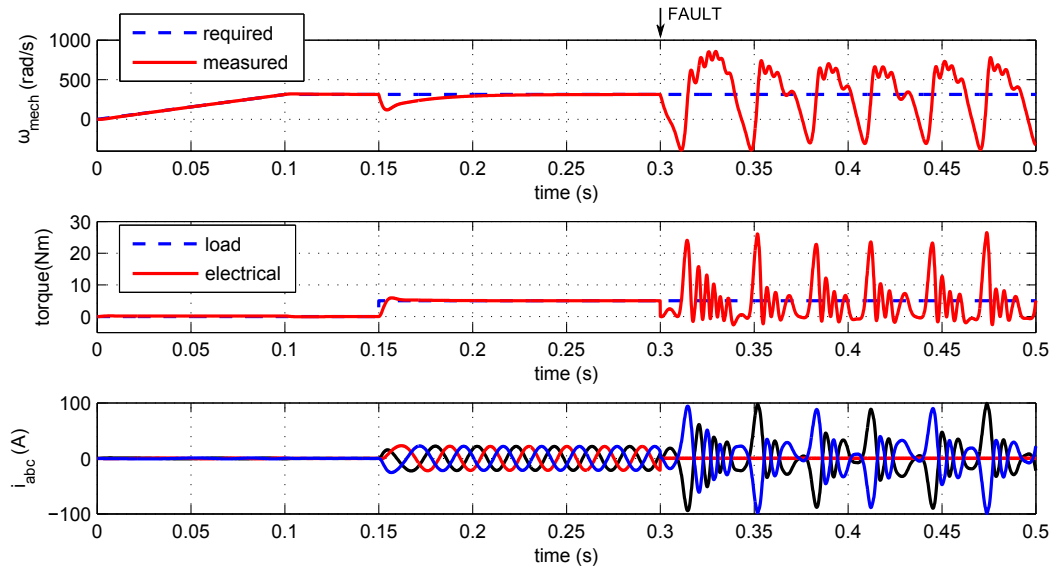 FAULT
1000
500
0
ω_mech (rad/s)
required
measured
0 0.05 0.1 0.15 0.2 0.25 0.3 0.35 0.4 0.45 0.5
time (s)
30
20
10
0
torque(Nm)
load
electrical
0 0.05 0.1 0.15 0.2 0.25 0.3 0.35 0.4 0.45 0.5
time (s)
100
0
−100
i_abc (A)
0 0.05 0.1 0.15 0.2 0.25 0.3 0.35 0.4 0.45 0.5
time (s)